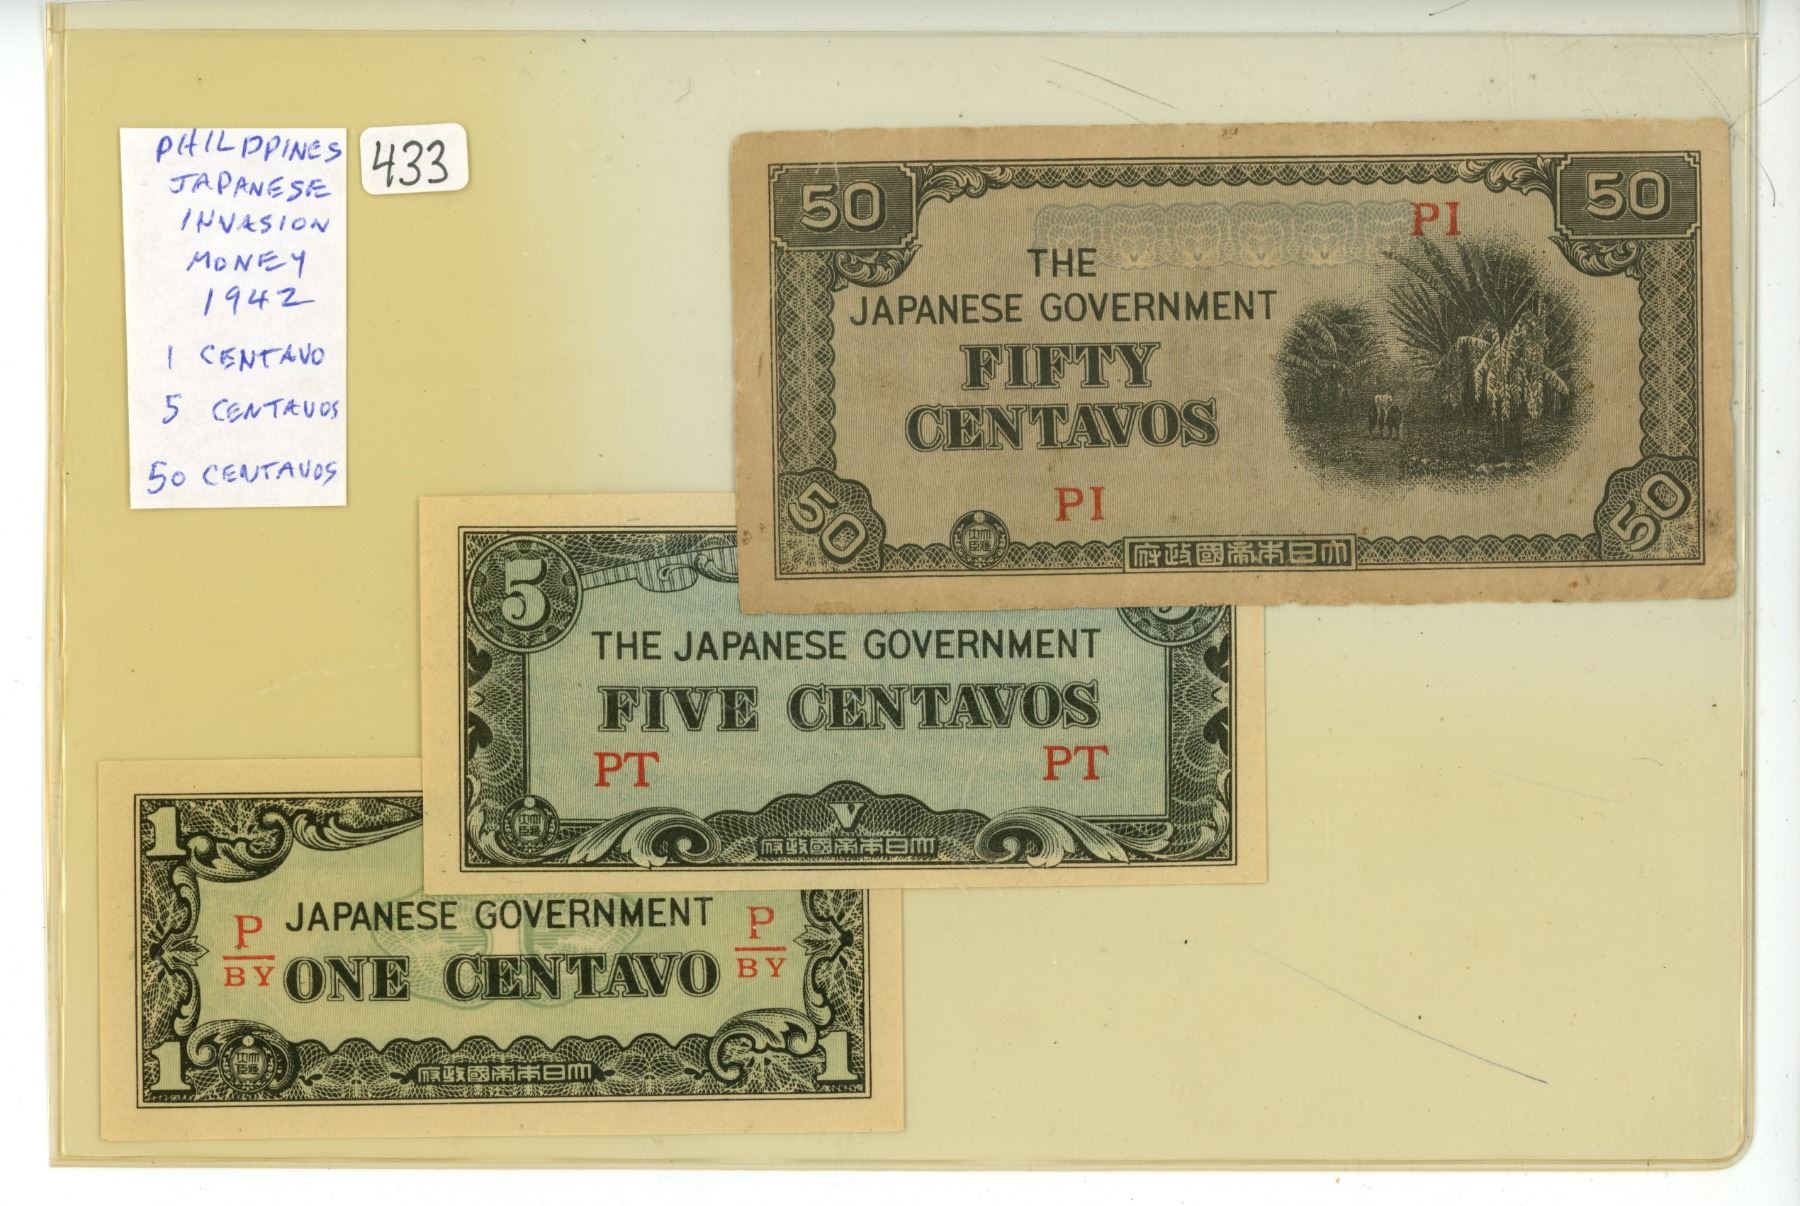 PHILIPPINES
JAPANESE
INVASION
MONEY
1942
1 CENTAVO
5 CENTAVOS
50 CENTAVOS
433
50
50
PI
THE
JAPANESE GOVERNMENT
FIFTY
CENTAVOS
PI
50
50
府政國帝本日大
5
5
THE JAPANESE GOVERNMENT
FIVE CENTAVOS
PT
PT
V
府政國帝本日大
1
JAPANESE GOVERNMENT
P
BY
P
BY
ONE CENTAVO
1
1
府政國帝本日大